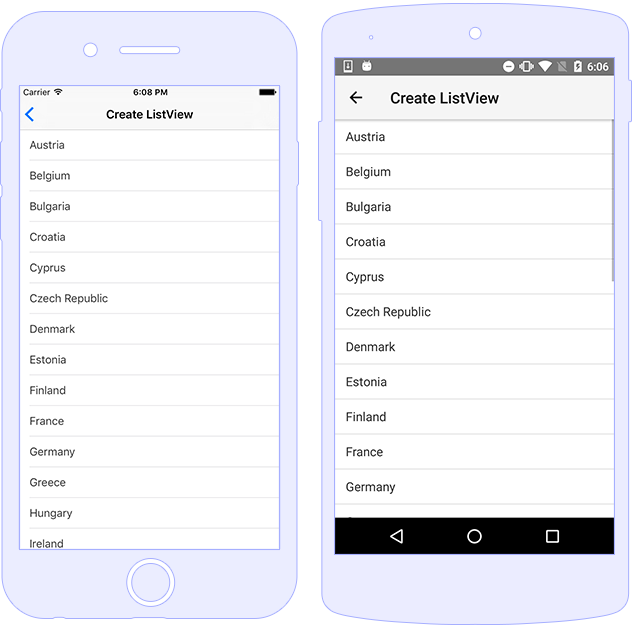 Carrier 6:08 PM
Create ListView
Austria
Belgium
Bulgaria
Croatia
Cyprus
Czech Republic
Denmark
Estonia
Finland
France
Germany
Greece
Hungary
Ireland
6:06
Create ListView
Austria
Belgium
Bulgaria
Croatia
Cyprus
Czech Republic
Denmark
Estonia
Finland
France
Germany